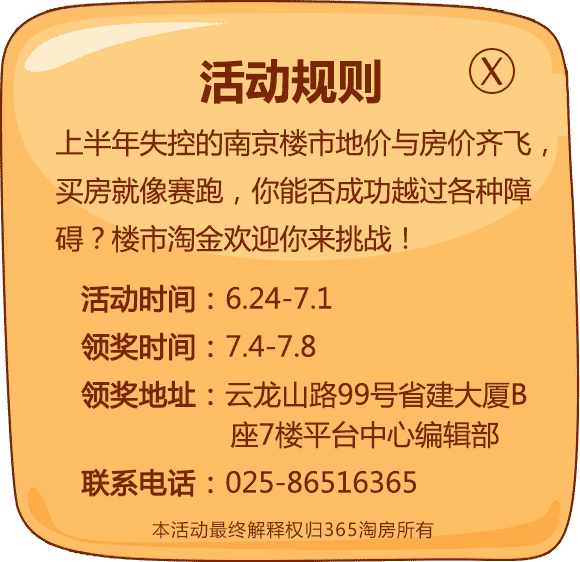 活动规则
X
上半年失控的南京楼市地价与房价齐飞，
买房就像赛跑，你能否成功越过各种障
碍？楼市淘金欢迎你来挑战！
活动时间：6.24-7.1
领奖时间：7.4-7.8
领奖地址：云龙山路99号省建大厦B
座7楼平台中心编辑部
联系电话：025-86516365
本活动最终解释权归365淘房所有